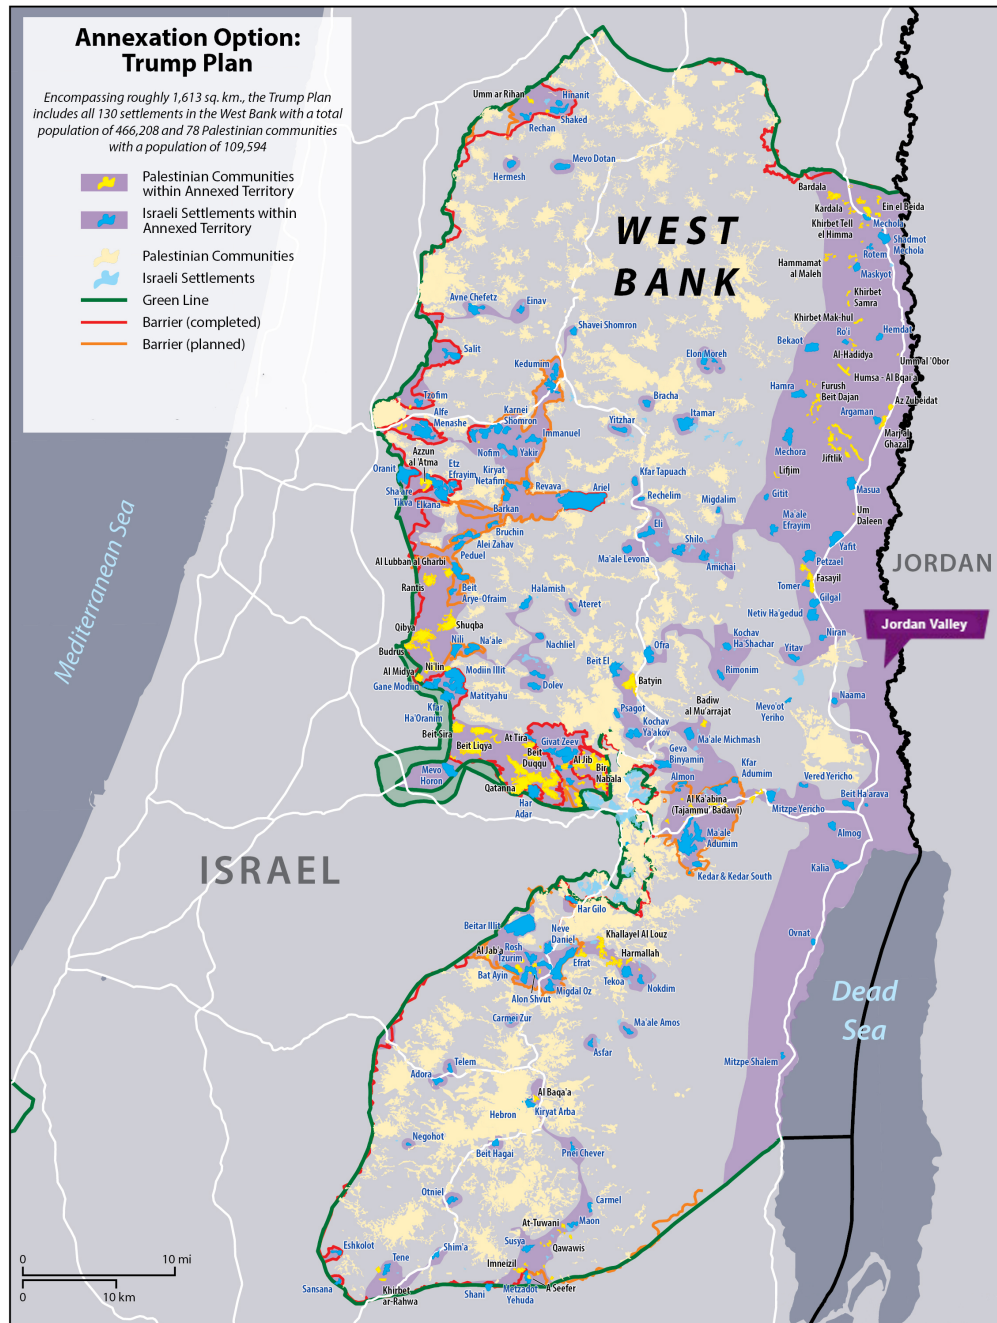 Annexation Option:
Trump Plan
Encompassing roughly 1,613 sq. km., the Trump Plan
includes all 130 settlements in the West Bank with a total
population of 466,208 and 78 Palestinian communities
with a population of 109,594
Palestinian Communities
within Annexed Territory
Israeli Settlements within
Annexed Territory
Palestinian Communities
Israeli Settlements
Green Line
Barrier (completed)
Barrier (planned)
Umm ar Rihan
Hinanit
Shaked
Rechan
Mevo Dotan
Hermesh
WEST
BANK
Bardala
Ein el Beida
Kardala
Mechola
Khirbet Tell
el Himma
Shadmot
Mechola
Rotem
Hammamat
al Maleh
Maskyot
Khirbet
Samra
Khirbet Mak-hul
Ro'i
Hemdat
Bekaot
Al-Hadidya
Umm al 'Obor
Humsa - Al Bqai'a
Hamra
Furush
Beit Dajan
Az Zubeidat
Argaman
Marj al
Ghazal
Mechora
Jiftlik
Lifjim
Masua
Gitit
Um
Daleen
Ma'ale
Efrayim
Yafit
Petzael
Fasayil
Tomer
Gilgal
Netiv Ha'gedud
Niran
Yitav
Avne Chefetz
Einav
Shavei Shomron
Salit
Kedumim
Elon Moreh
Tzofim
Bracha
Itamar
Yitzhar
Alfe
Menashe
Karnei
Shomron
Immanuel
Nofim
Yakir
Azzun
al 'Atma
Etz
Efrayim
Kiryat
Netafim
Revava
Ariel
Oranit
Sha'are
Tikva
Elkana
Barkan
Kfar Tapuach
Rechelim
Migdalim
Bruchin
Alei Zahav
Eli
Shilo
Peduel
Ma'ale Levona
Amichai
Al Lubban al Gharbi
Rantis
Beit
Arye-Ofraim
Halamish
Ateret
Qibya
Shuqba
Nili
Na'ale
Nachliel
Budrus
Ofra
Kochav
Ha Shachar
Ni'lin
Al Midya
Modiin Illit
Beit El
Batyin
Rimonim
Gane Modiin
Matityahu
Dolev
Kfar
Ha'Oranim
Psagot
Badiw
al Mu'arrajat
Mevo'ot
Yeriho
Naama
Beit Sira
Beit Liqya
At Tira
Givat Zeev
Kochav
Ya'akov
Ma'ale Michmash
Beit
Duqqu
Al Jib
Geva
Binyamin
Bir
Nabala
Almon
Kfar
Adumim
Vered Yericho
Mevo
Horon
Qatanna
Har
Adar
Al Ka'abina
(Tajammu' Badawi)
Mitzpe Yericho
Beit Ha'arava
Ma'ale
Adumim
Almog
Kedar & Kedar South
Kalia
JORDAN
Jordan Valley
Mediterranean Sea
ISRAEL
Har Gilo
Beitar Illit
Neve
Daniel
Khallayel Al Louz
Al Jab'a
Rosh
Tzurim
Harmallah
Efrat
Bat Ayin
Tekoa
Nokdim
Alon Shvut
Migdal Oz
Ovnat
Dead
Sea
Carmei Zur
Ma'ale Amos
Asfar
Mitzpe Shalem
Telem
Adora
Al Baqa'a
Hebron
Kiryat Arba
Negohot
Beit Hagai
Pnei Chever
Otniel
Carmel
At-Tuwani
Maon
Susya
Qawawis
Eshkolot
Tene
Shim'a
Imneizil
Sansana
Khirbet
ar-Rahwa
Shani
Metzadot
Yehuda
A Seefer
0
10 mi
0
10 km